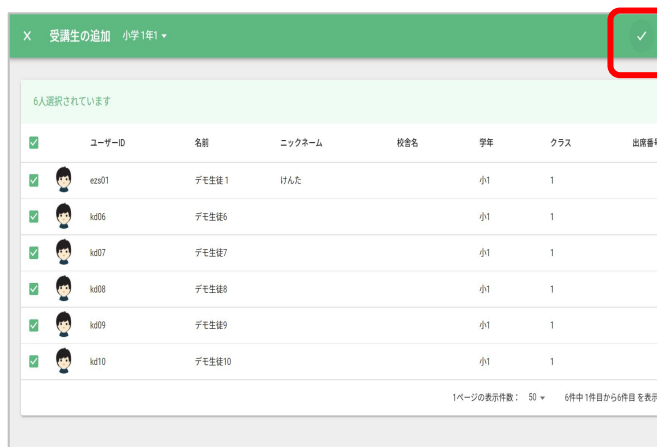 × 受講生の追加 小学1年1
6人選択されています
ユーザーID 名前 ニックネーム 校舎名 学年 クラス 出席番号
ezs01 デモ生徒1 けんた 小1 1
kd06 デモ生徒6 小1 1
kd07 デモ生徒7 小1 1
kd08 デモ生徒8 小1 1
kd09 デモ生徒9 小1 1
kd10 デモ生徒10 小1 1
1ページの表示件数: 50 6件中1件目から6件目 を表示